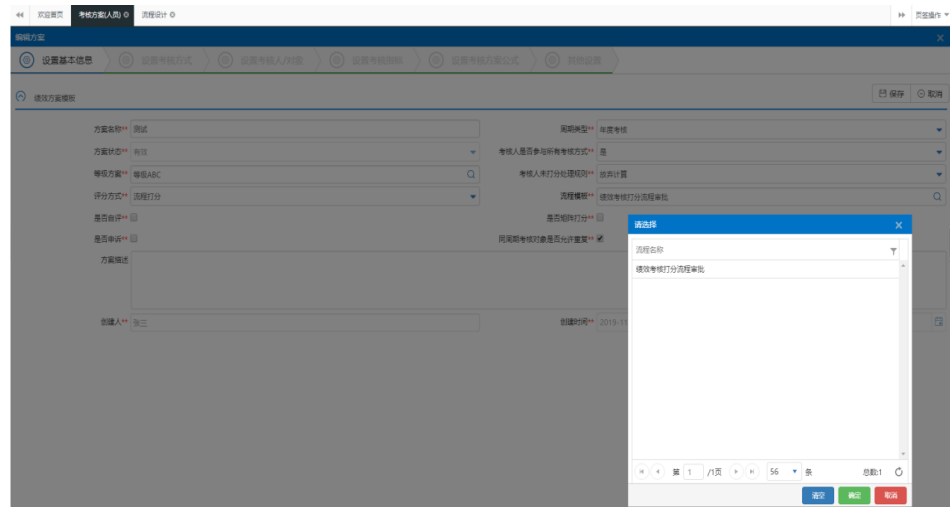 欢迎首页 考核方案(人员) 流程设计 页签操作
编辑方案
设置基本信息 设置考核方式 设置考核人/对象 设置考核指标 设置考核方案公式 其他设置
绩效方案模板 保存 取消
方案名称** 测试 周期类型** 年度考核
方案状态** 有效 考核人是否参与所有考核方式** 是
等级方案** 等级ABC 考核人未打分处理规则** 放弃计算
评分方式** 流程打分 流程模板** 绩效考核打分流程审批
是否自评** 是否矩阵打分**
是否申诉** 同周期考核对象是否允许重复**
方案描述
创建人** 张三 创建时间** 2019-11
请选择
流程名称
绩效考核打分流程审批
第 1 /1页 56 条 总数:1
清空 确定 取消